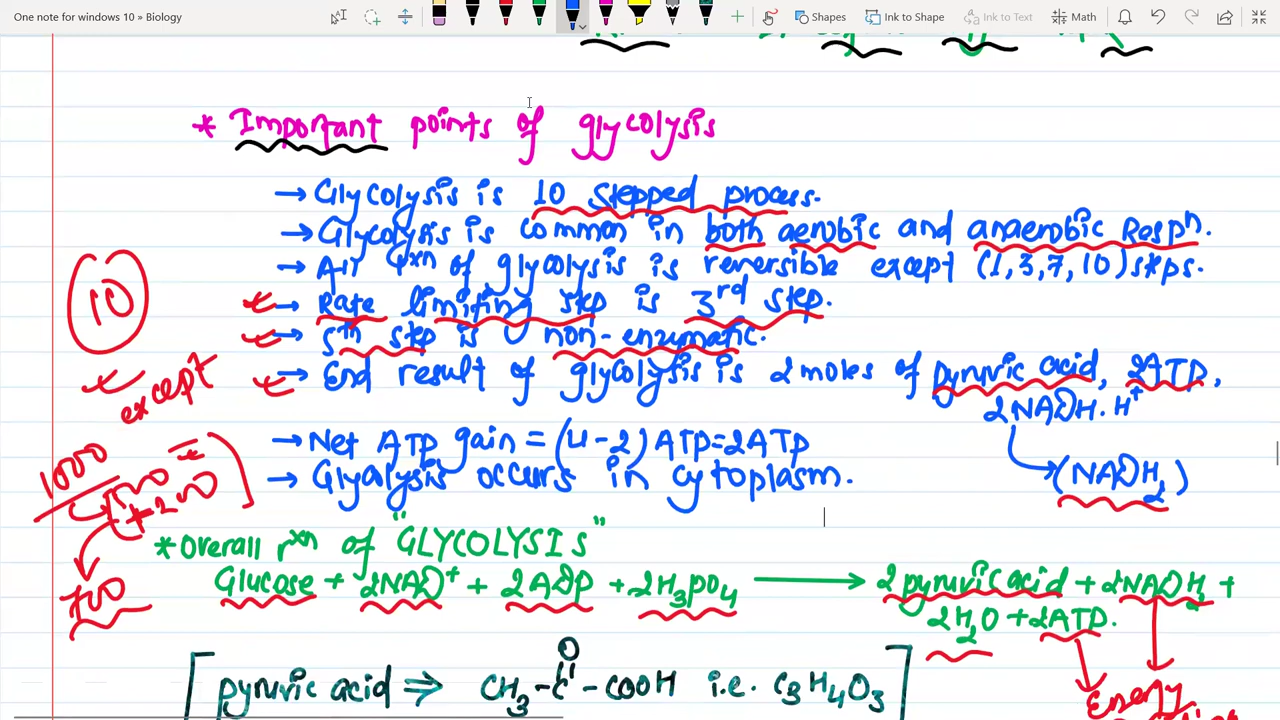 One note for windows 10 » Biology
Shapes Ink to Shape Ink to Text Math
* Important points of glycolysis
→ Glycolysis is 10 stepped process.
→ Glycolysis is common in both aerobic and anaerobic Respⁿ.
→ All rxn of glycolysis is reversible except (1,3,7,10) steps.
→ Rate limiting step is 3rd step.
→ 5th step is non-enzymatic.
→ End result of glycolysis is 2 moles of pyruvic acid, 2ATP,
2NADH.H⁺
(NADH₂)
→ Net ATP gain = (4-2) ATP = 2ATP
→ Glycolysis occurs in cytoplasm.
10
except
1000
+200
700
* Overall rxn of "GLYCOLYSIS"
Glucose + 2NAD⁺ + 2ADP + 2H₃PO₄ → 2 pyruvic acid + 2NADH₂ +
2H₂O + 2ATP.
Energy
[pyruvic acid ⇒ CH₃-C-COOH i.e. C₃H₄O₃]
O